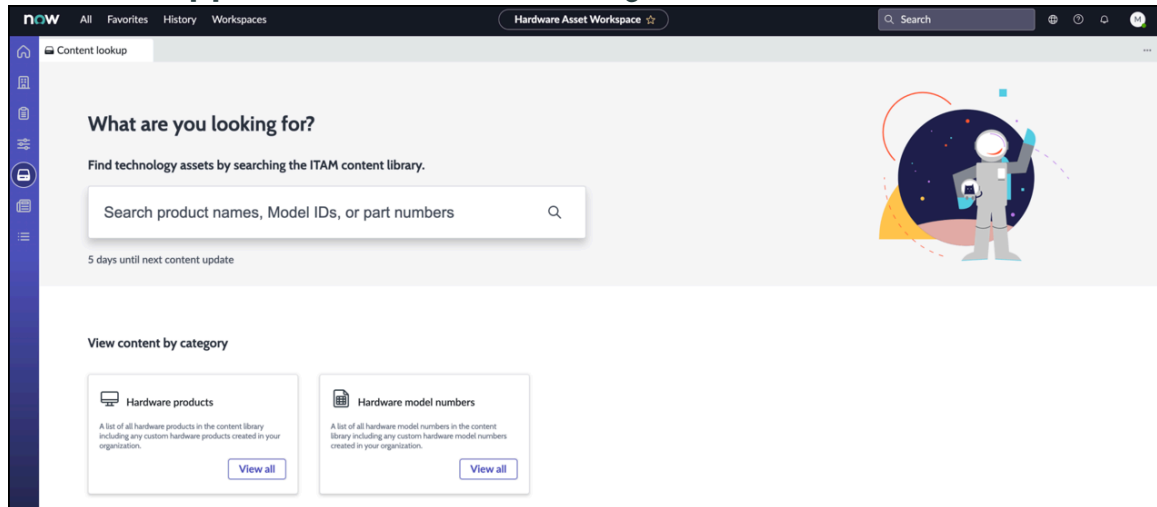 now All Favorites History Workspaces Hardware Asset Workspace ☆ Search M
Content lookup
What are you looking for?
Find technology assets by searching the ITAM content library.
Search product names, Model IDs, or part numbers
5 days until next content update
View content by category
Hardware products
A list of all hardware products in the content library
including any custom hardware products created in your
organization.
View all
Hardware model numbers
A list of all hardware model numbers in the content
library including any custom hardware model numbers
created in your organization.
View all